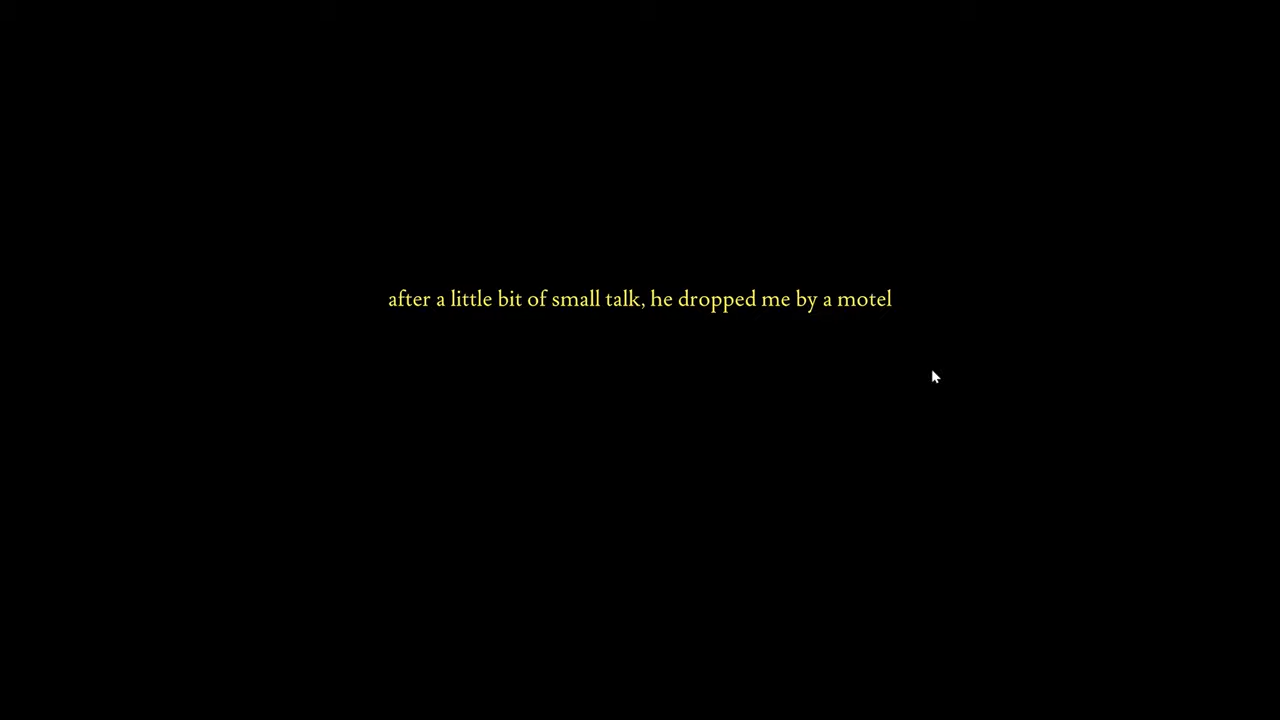 after a little bit of small talk, he dropped me by a motel